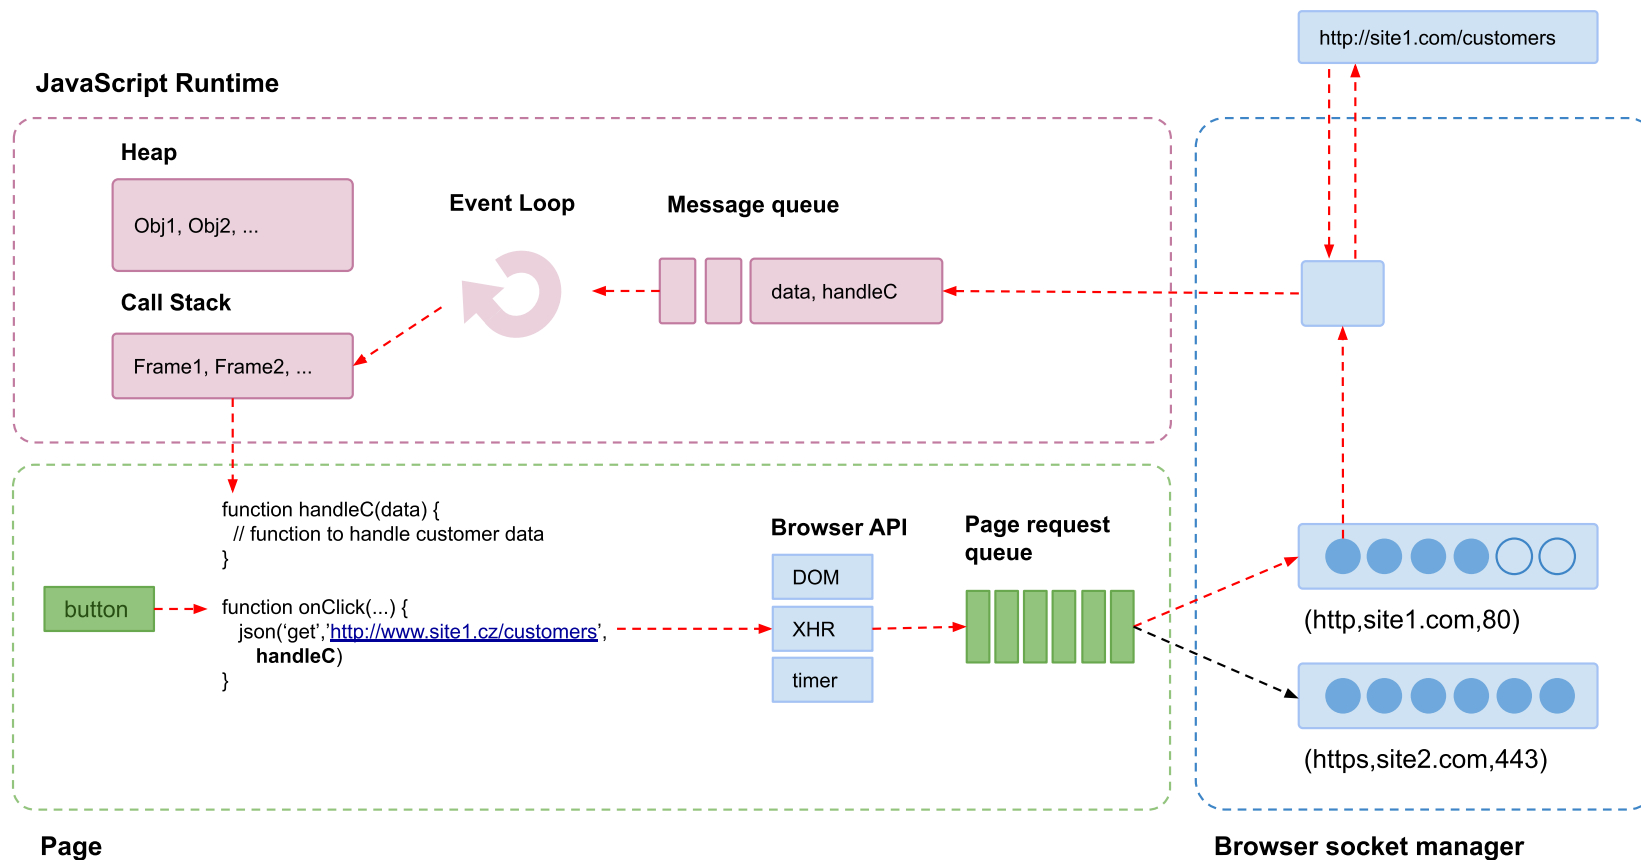 http://site1.com/customers
JavaScript Runtime
Heap
Obj1, Obj2, ...
Event Loop
Message queue
data, handleC
Call Stack
Frame1, Frame2, ...
function handleC(data) {
// function to handle customer data
}
button
function onClick(...) {
json(‘get’,’http://www.site1.cz/customers’,
handleC)
}
Browser API
DOM
XHR
timer
Page request
queue
(http,site1.com,80)
(https,site2.com,443)
Page
Browser socket manager